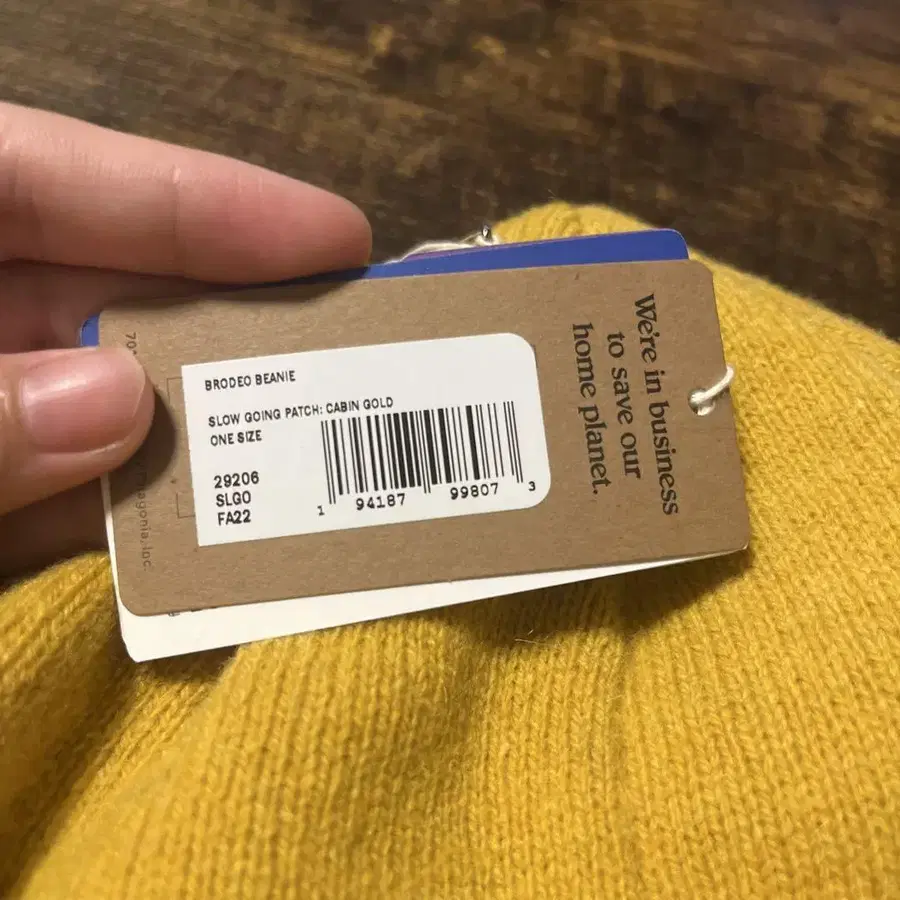 BRODEO BEANIE
SLOW GOING PATCH: CABIN GOLD
ONE SIZE
29206
SLGO
FA22
1 94187 99807 3
We're in business
to save our
home planet.